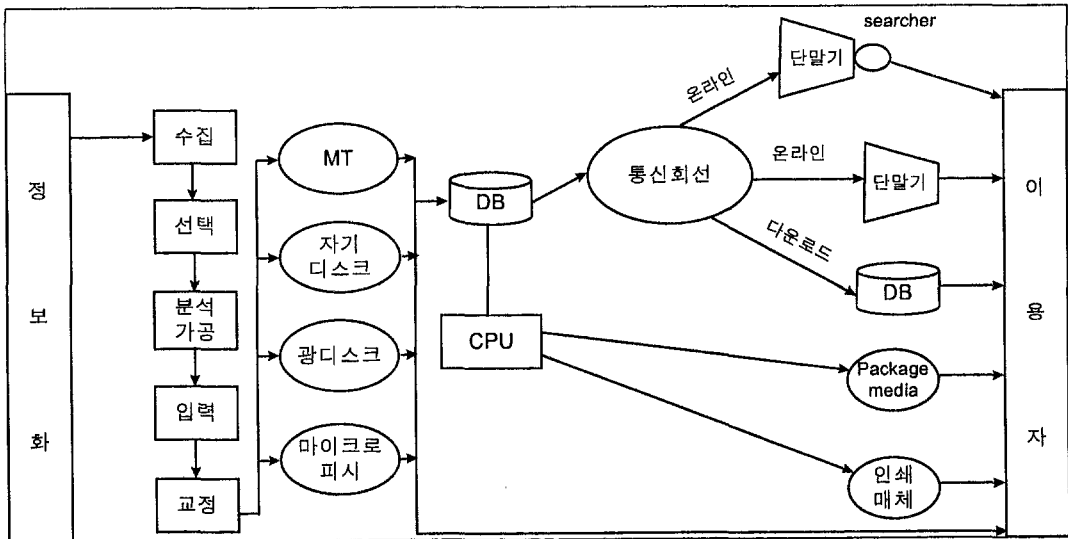 정
보
화
수집
선택
분석
가공
입력
교정
MT
자기
디스크
광디스크
마이크로
피시
DB
CPU
통신회선
온라인
온라인
다운로드
searcher
단말기
단말기
DB
Package
media
인쇄
매체
이
용
자